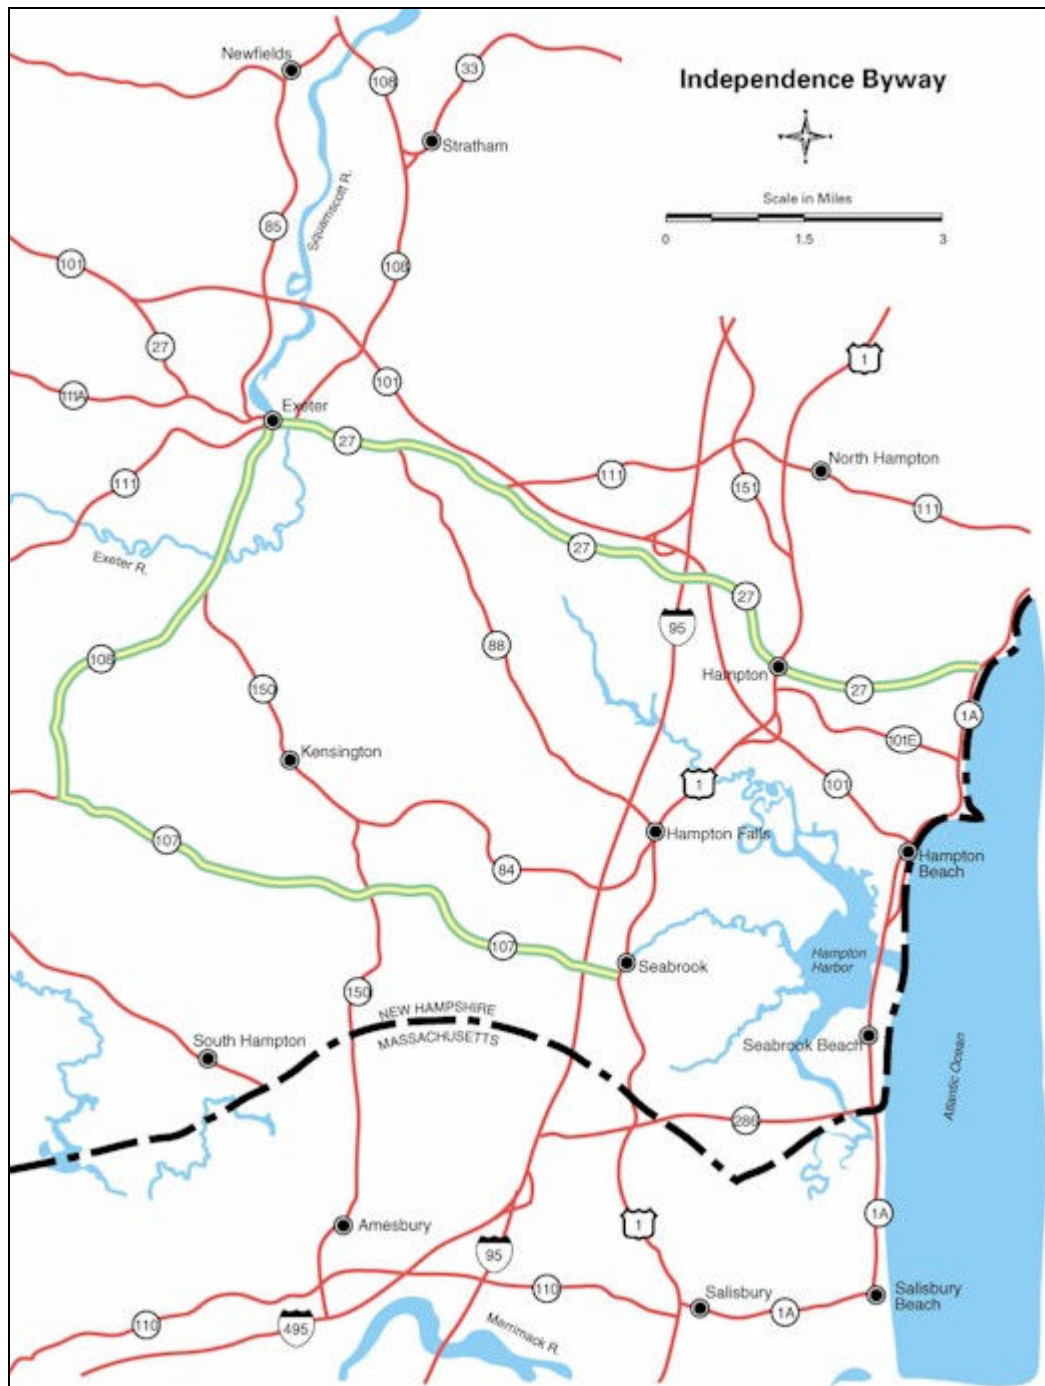 Newfields
33
108
Independence Byway
Stratham
Squamscott R.
Scale in Miles
0 1.5 3
85
101
108
27
1
101
111A
Exeter
27
North Hampton
111
111
151
111
27
Exeter R.
27
95
88
108
Hampton
150
27
1A
101E
Kensington
1
101
107
Hampton Falls
Hampton
Beach
84
107
Seabrook
Hampton
Harbor
150
NEW HAMPSHIRE
MASSACHUSETTS
South Hampton
Seabrook Beach
Atlantic Ocean
286
Amesbury
1
1A
95
110
Salisbury
Salisbury
Beach
1A
110
495
Merrimack R.